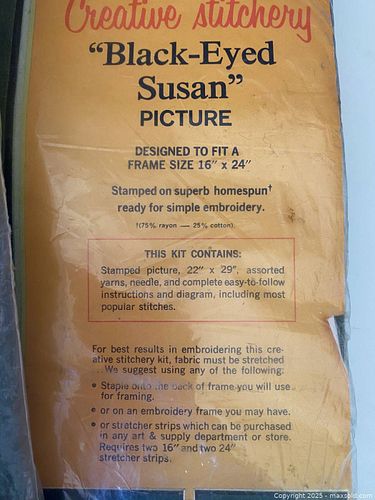 Creative stitchery
“Black-Eyed
Susan”
PICTURE
DESIGNED TO FIT A
FRAME SIZE 16” x 24”
Stamped on superb homespun†
ready for simple embroidery.
†(75% rayon — 25% cotton)
THIS KIT CONTAINS:
Stamped picture, 22” x 29”, assorted
yarns, needle, and complete easy-to-follow
instructions and diagram, including most
popular stitches.
For best results in embroidering this cre-
ative stitchery kit, fabric must be stretched
...We suggest using any of the following:
• Staple onto the back of frame you will use
for framing.
• or on an embroidery frame you may have.
• or stretcher strips which can be purchased
in any art & supply department or store.
Requires two 16” and two 24”
stretcher strips.
Copyright © 2025 - maxsold.com